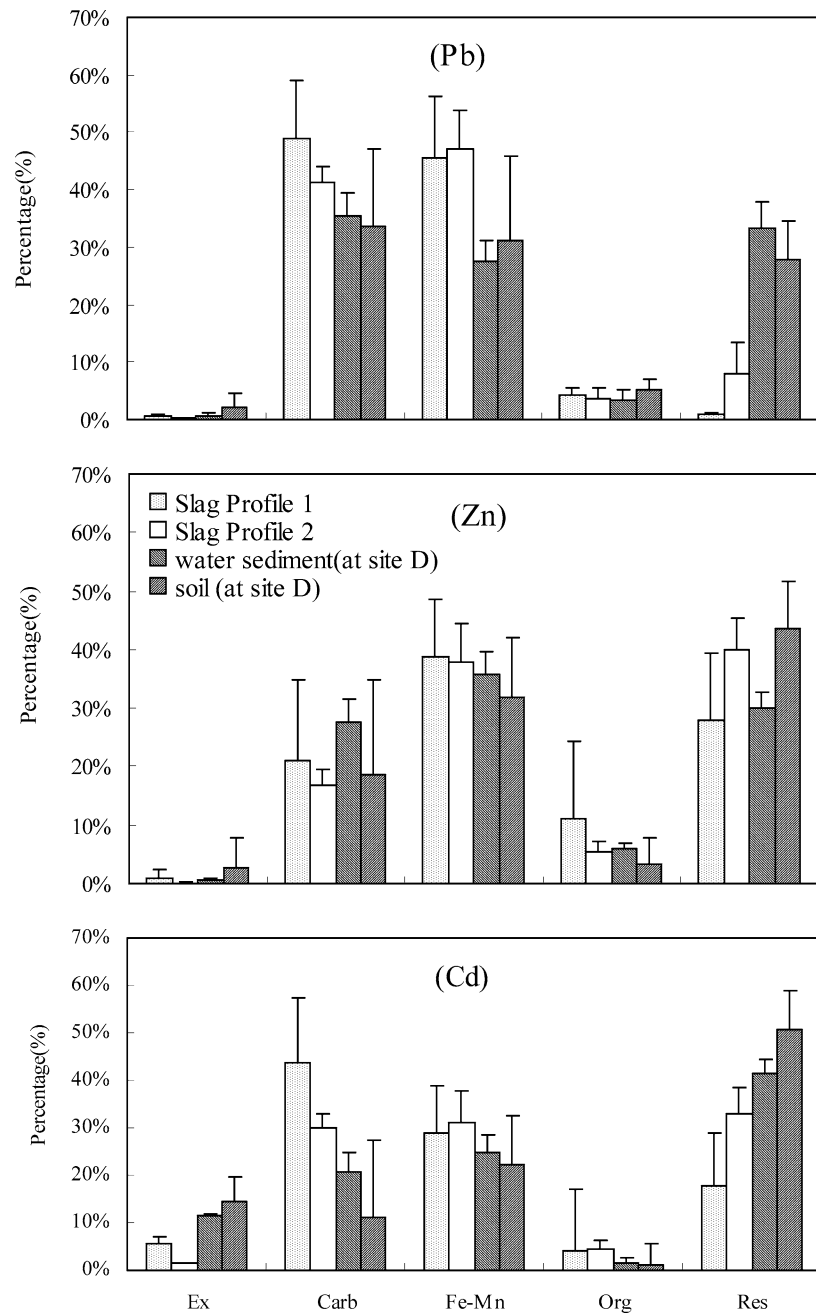 70%
60%
50%
40%
30%
20%
10%
0%
Percentage(%)
(Pb)
70%
60%
50%
40%
30%
20%
10%
0%
Percentage(%)
(Zn)
Slag Profile 1
Slag Profile 2
water sediment(at site D)
soil (at site D)
70%
60%
50%
40%
30%
20%
10%
0%
Percentage(%)
(Cd)
Ex Carb Fe-Mn Org Res